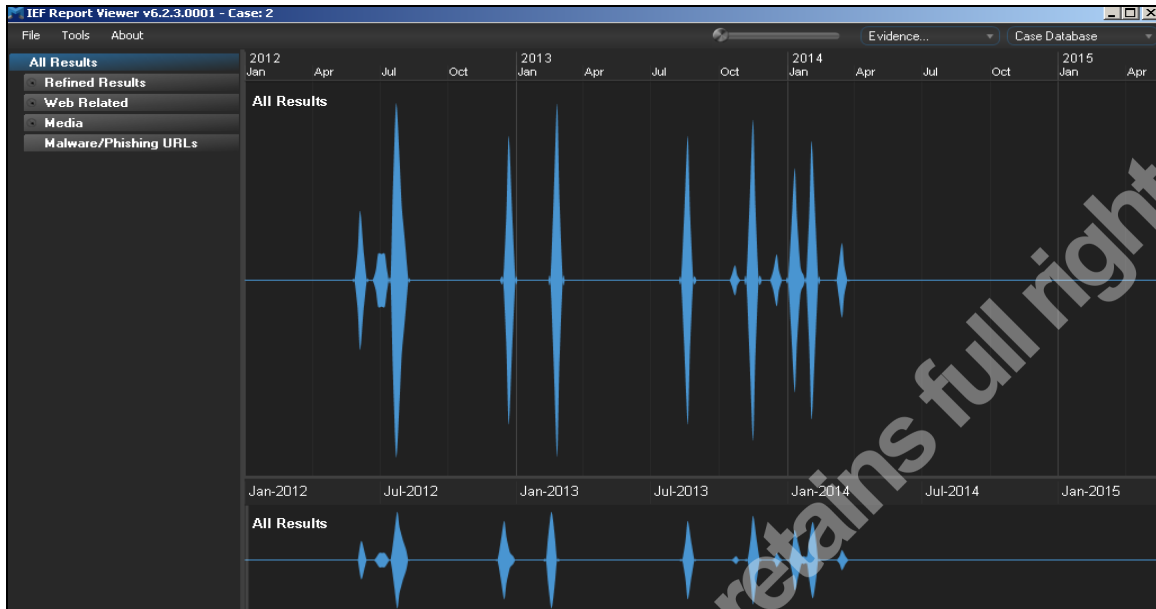 IEF Report Viewer v6.2.3.0001 - Case: 2
File Tools About Evidence... Case Database
All Results
Refined Results
Web Related
Media
Malware/Phishing URLs
2012 2013 2014 2015
Jan Apr Jul Oct Jan Apr Jul Oct Jan Apr Jul Oct Jan Apr
All Results
Jan-2012 Jul-2012 Jan-2013 Jul-2013 Jan-2014 Jul-2014 Jan-2015
All Results
retains full right